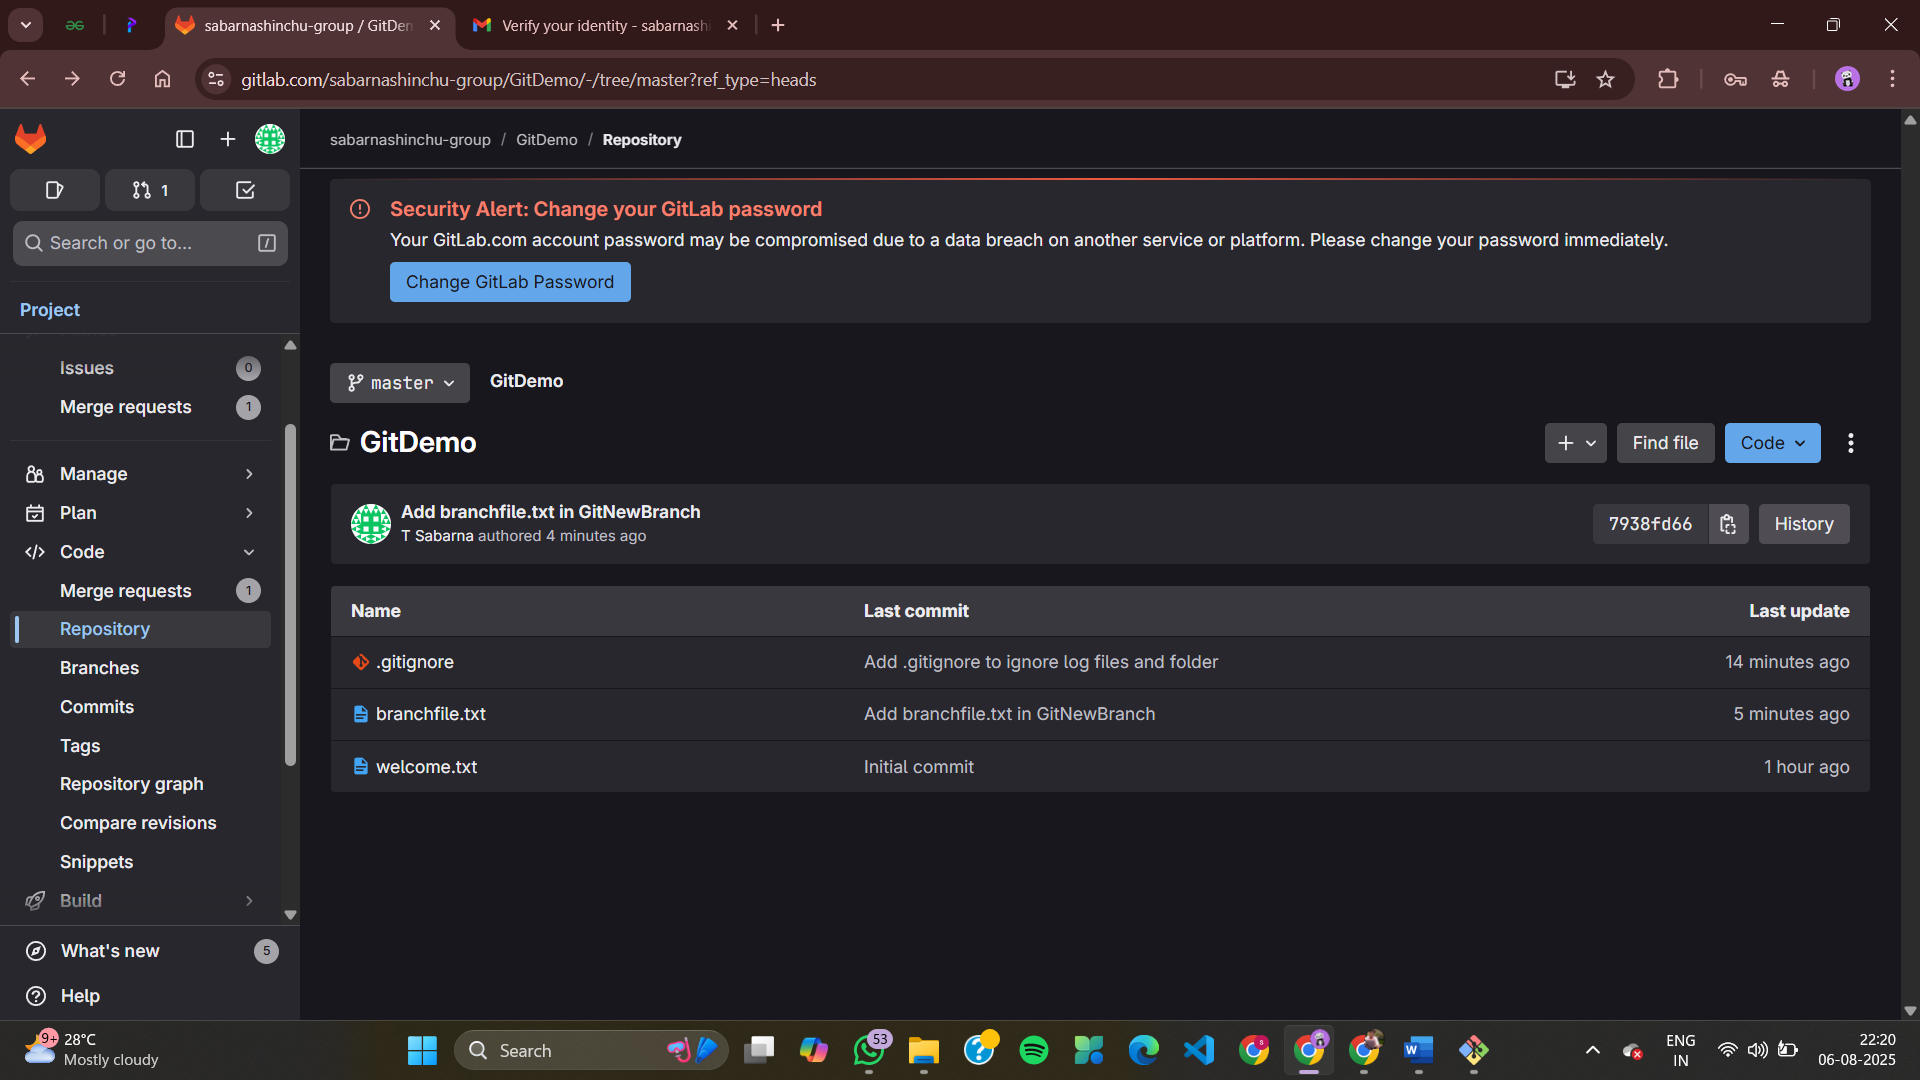 sabarnashinchu-group / GitDem
Verify your identity - sabarnash
gitlab.com/sabarnashinchu-group/GitDemo/-/tree/master?ref_type=heads
1
Search or go to...
/
Project
Issues 0
Merge requests 1
Manage
Plan
Code
Merge requests 1
Repository
Branches
Commits
Tags
Repository graph
Compare revisions
Snippets
Build
What's new 5
Help
sabarnashinchu-group / GitDemo / Repository
Security Alert: Change your GitLab password
Your GitLab.com account password may be compromised due to a data breach on another service or platform. Please change your password immediately.
Change GitLab Password
master GitDemo
GitDemo
Find file
Code
Add branchfile.txt in GitNewBranch
T Sabarna authored 4 minutes ago
7938fd66
History
Name Last commit Last update
.gitignore Add .gitignore to ignore log files and folder 14 minutes ago
branchfile.txt Add branchfile.txt in GitNewBranch 5 minutes ago
welcome.txt Initial commit 1 hour ago
9+
28°C
Mostly cloudy
Search
53
ENG
IN
22:20
06-08-2025